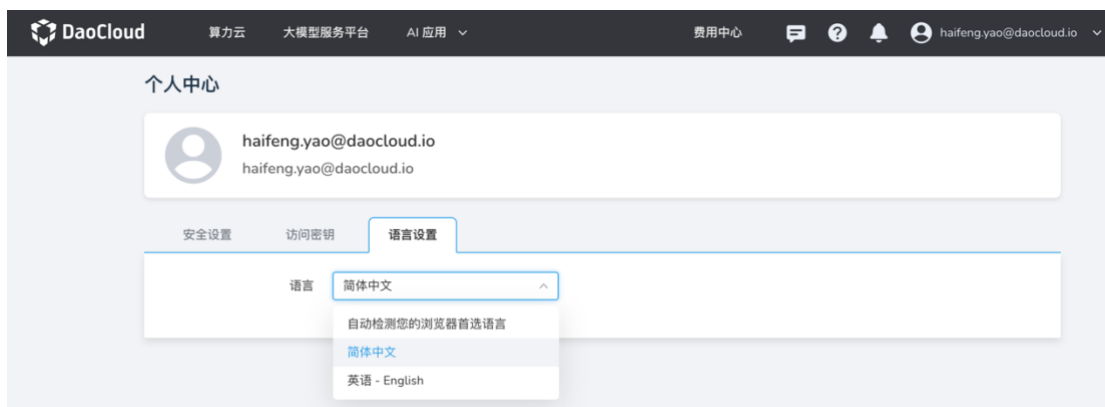 DaoCloud 算力云 大模型服务平台 AI 应用 费用中心 haifeng.yao@daocloud.io
个人中心
haifeng.yao@daocloud.io
haifeng.yao@daocloud.io
安全设置 访问密钥 语言设置
语言 简体中文
自动检测您的浏览器首选语言
简体中文
英语 - English